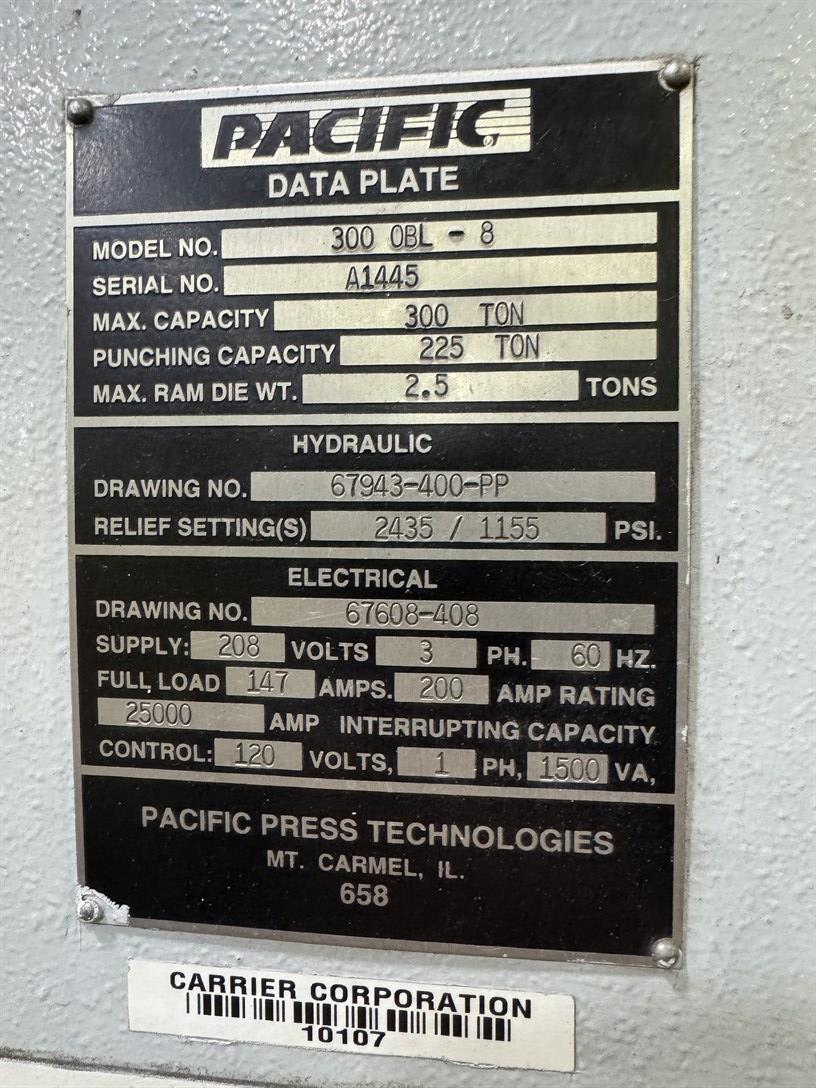 PACIFIC®
DATA PLATE
MODEL NO. 300 OBL - 8
SERIAL NO. A1445
MAX. CAPACITY 300 TON
PUNCHING CAPACITY 225 TON
MAX. RAM DIE WT. 2.5 TONS
HYDRAULIC
DRAWING NO. 67943-400-PP
RELIEF SETTING(S) 2435 / 1155 PSI.
ELECTRICAL
DRAWING NO. 67608-408
SUPPLY: 208 VOLTS 3 PH. 60 HZ.
FULL LOAD 147 AMPS. 200 AMP RATING
25000 AMP INTERRUPTING CAPACITY
CONTROL: 120 VOLTS, 1 PH, 1500 VA,
PACIFIC PRESS TECHNOLOGIES
MT. CARMEL, IL.
658
CARRIER CORPORATION
10107